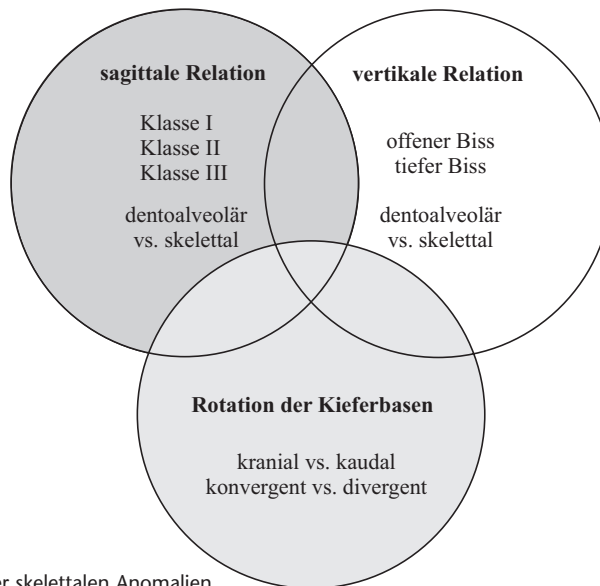 sagittale Relation
Klasse I
Klasse II
Klasse III
dentoalveolär
vs. skelettal
vertikale Relation
offener Biss
tiefer Biss
dentoalveolär
vs. skelettal
Rotation der Kieferbasen
kranial vs. kaudal
konvergent vs. divergent
skelettalen Anomalien